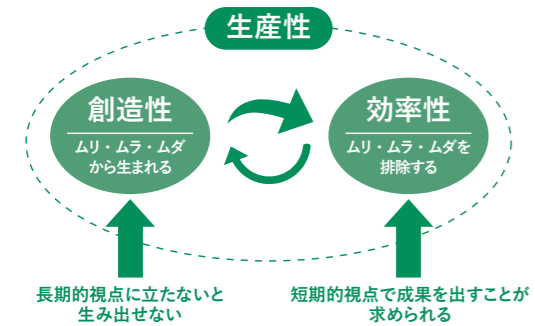 生産性
創造性
ムリ・ムラ・ムダ
から生まれる
効率性
ムリ・ムラ・ムダを
排除する
長期的視点に立たないと
生み出せない
短期的視点で成果を出すことが
求められる